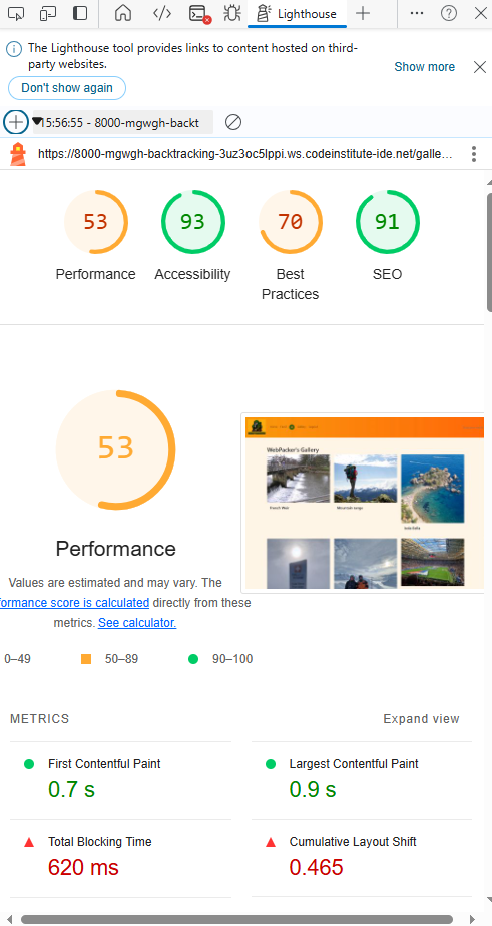 Lighthouse
The Lighthouse tool provides links to content hosted on third-
party websites.
Show more
Don't show again
15:56:55 - 8000-mgwgh-backt
https://8000-mgwgh-backtracking-3uz3oc5lppi.ws.codeinstitute-ide.net/galle…
53
93
70
91
Performance
Accessibility
Best
Practices
SEO
53
WebPacker's Gallery
French Weir
Mountain range
Isola Bella
Performance
Values are estimated and may vary. The
formance score is calculated directly from these
metrics. See calculator.
0–49
50–89
90–100
METRICS
Expand view
First Contentful Paint
0.7 s
Largest Contentful Paint
0.9 s
Total Blocking Time
620 ms
Cumulative Layout Shift
0.465